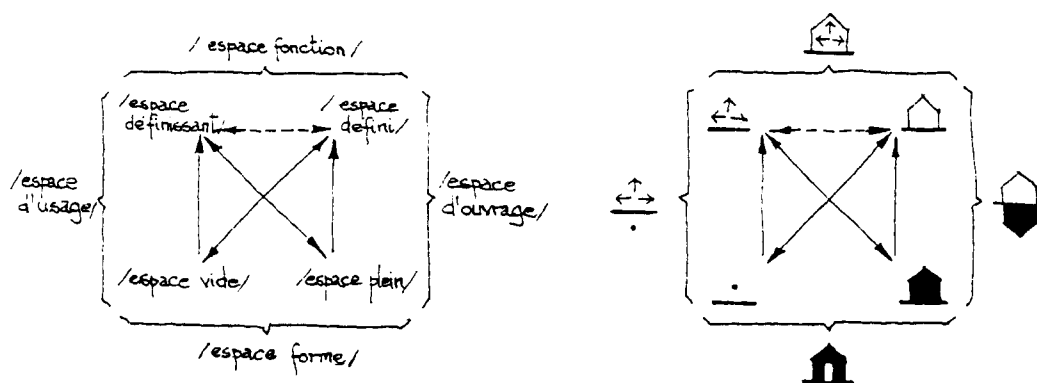 / espace fonction /
/espace
définissant/
/ espace
défini/
/espace
d'usage/
/espace
d'ouvrage/
/espace vide/
/espace plein/
/espace forme/